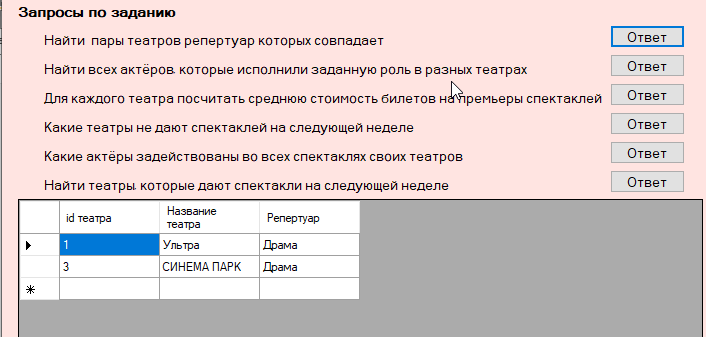 Запросы по заданию
Найти пары театров репертуар которых совпадает
Ответ
Найти всех актёров, которые исполнили заданную роль в разных театрах
Ответ
Для каждого театра посчитать среднюю стоимость билетов на премьеры спектаклей
Ответ
Какие театры не дают спектаклей на следующей неделе
Ответ
Какие актёры задействованы во всех спектаклях своих театров
Ответ
Найти театры, которые дают спектакли на следующей неделе
Ответ
id театра
Название
театра
Репертуар
1
Ультра
Драма
3
СИНЕМА ПАРК
Драма